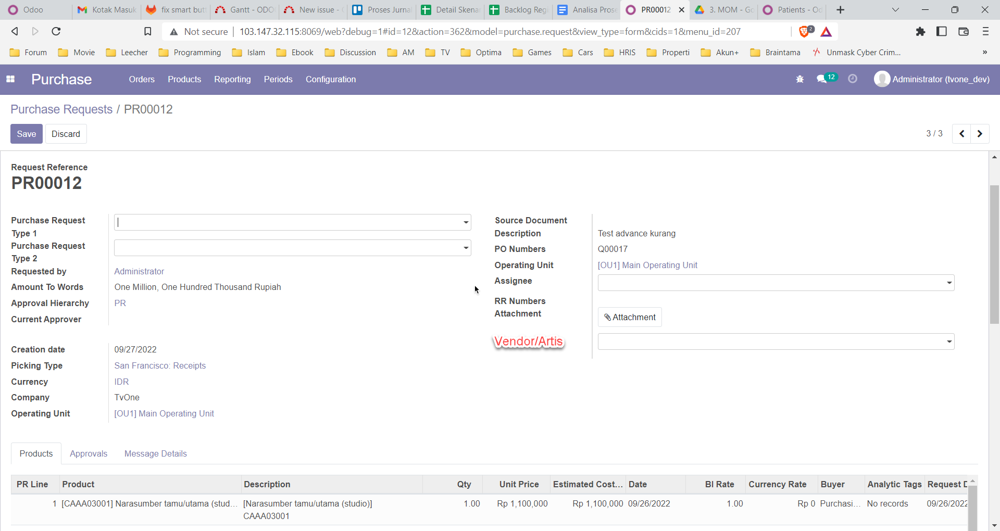 Odoo
Kotak Masuk
fix smart butt
Gantt - ODO
New issue -
Proses Jurna
Detail Skena
Backlog Regi
Analisa Prose
PR00012
3. MOM - Go
Patients - Od
Not secure
103.147.32.115:8069/web?debug=1#id=12&action=362&model=purchase.request&view_type=form&cids=1&menu_id=207
2
Forum
Movie
Leecher
Programming
Islam
Ebook
Discussion
AM
TV
Optima
Games
Cars
HRIS
Properti
Akun+
Braintama
Unmask Cyber Crim...
»
Purchase
Orders
Products
Reporting
Periods
Configuration
12
Administrator (tvone_dev)
Purchase Requests / PR00012
Save
Discard
3 / 3
Request Reference
PR00012
Purchase Request
Type 1
Purchase Request
Type 2
Requested by
Administrator
Amount To Words
One Million, One Hundred Thousand Rupiah
Approval Hierarchy
PR
Current Approver
Source Document
Description
Test advance kurang
PO Numbers
Q00017
Operating Unit
[OU1] Main Operating Unit
Assignee
RR Numbers
Attachment
Attachment
Vendor/Artis
Creation date
09/27/2022
Picking Type
San Francisco: Receipts
Currency
IDR
Company
TvOne
Operating Unit
[OU1] Main Operating Unit
Products
Approvals
Message Details
PR Line
Product
Description
Qty
Unit Price
Estimated Cost...
Date
BI Rate
Currency Rate
Buyer
Analytic Tags
Request D
1
[CAAA03001] Narasumber tamu/utama (stud...
[Narasumber tamu/utama (studio)]
CAAA03001
1.00
Rp 1,100,000
Rp 1,100,000
09/26/2022
1.00
Rp 0
Purchasi...
No records
09/26/2022